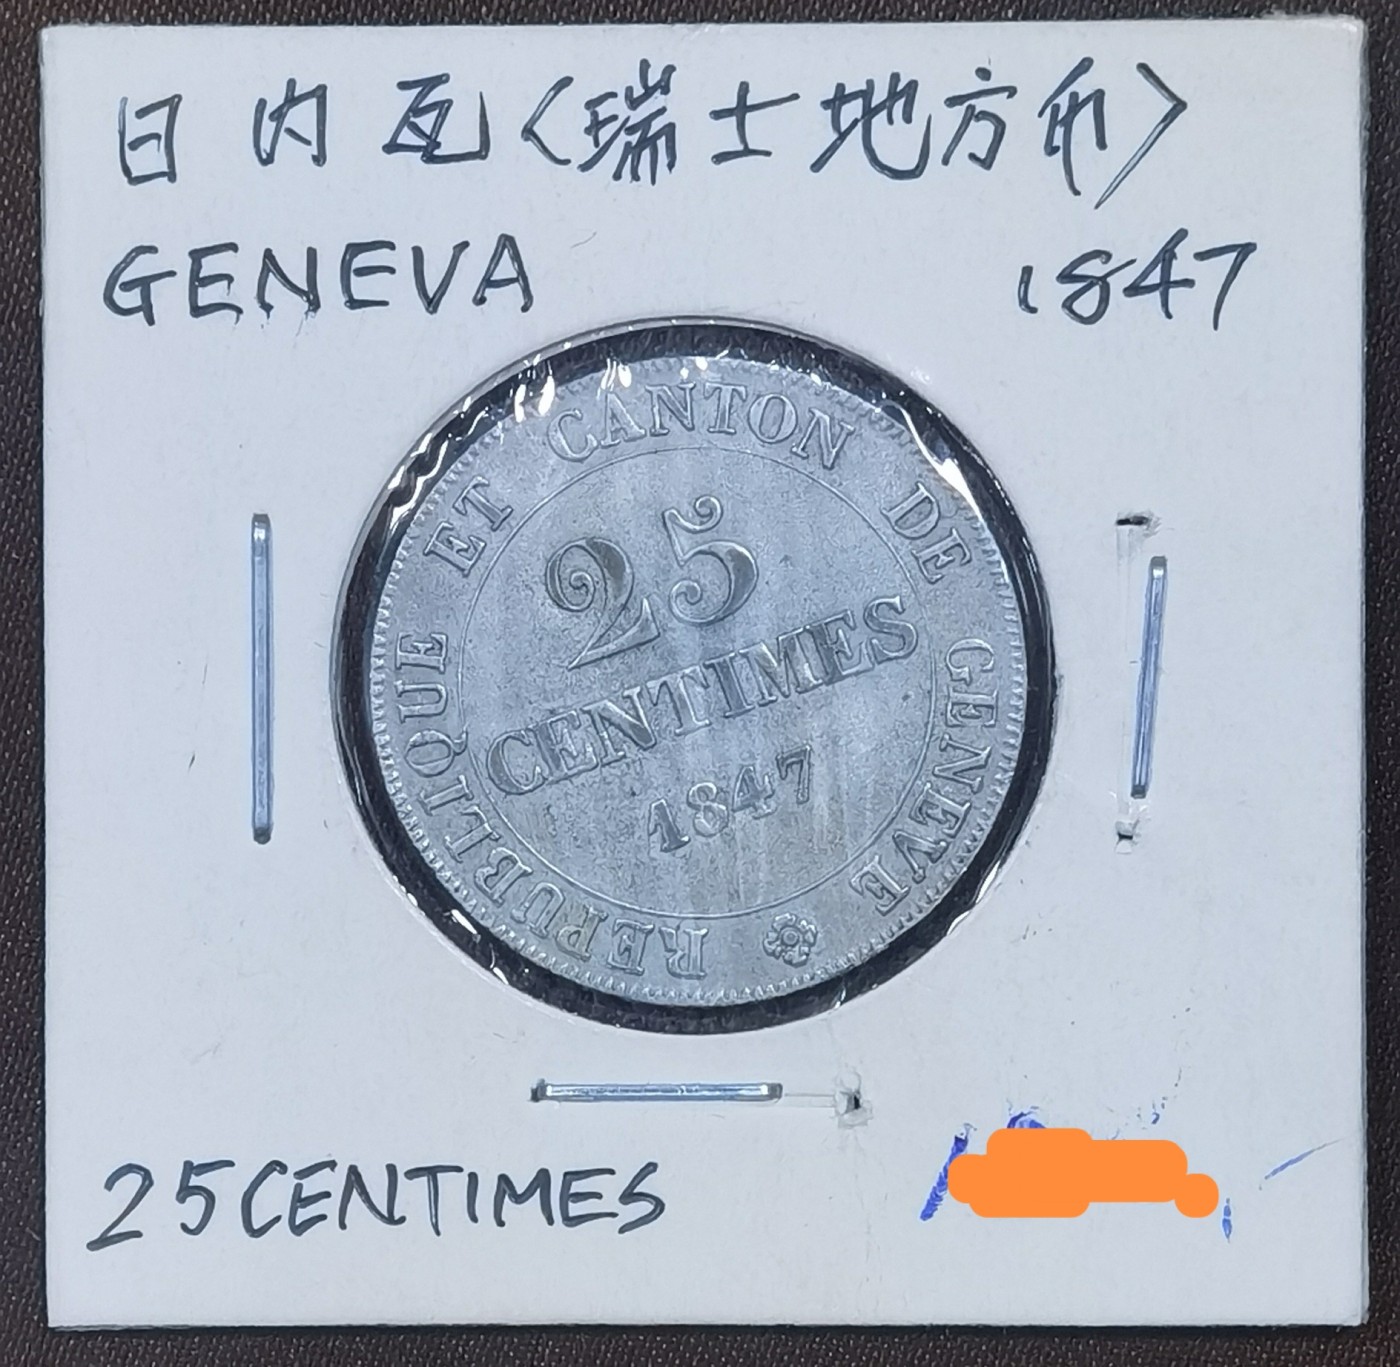 日内瓦〈瑞士地方币〉
GENEVA 1847
REPUBLIQUE ET CANTON DE GENEVE
25
CENTIMES
1847
25CENTIMES